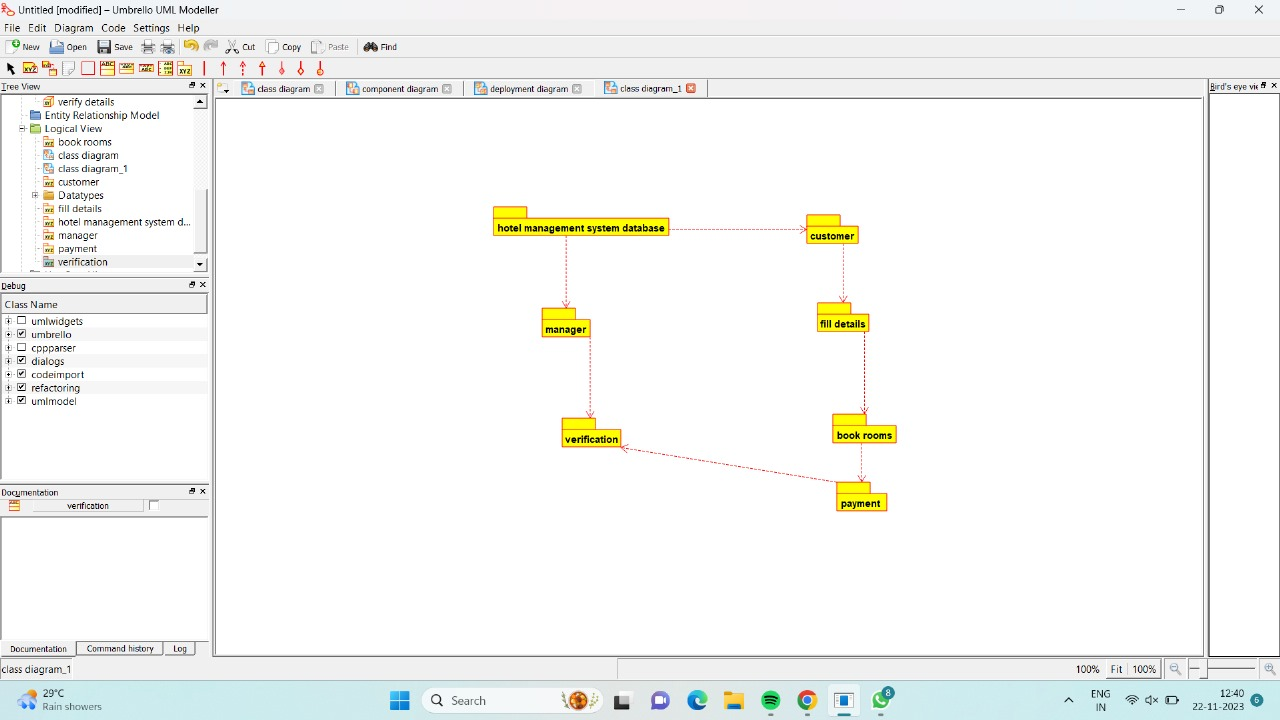 Untitled [modified] – Umbrello UML Modeller
File Edit Diagram Code Settings Help
New Open Save Cut Copy Paste Find
Tree View
verify details
Entity Relationship Model
Logical View
book rooms
class diagram
class diagram_1
customer
Datatypes
fill details
hotel management system d...
manager
payment
verification
Debug
Class Name
umlwidgets
umbrello
cppparser
dialogs
codeimport
refactoring
umlmodel
Documentation
verification
Documentation Command history Log
class diagram component diagram deployment diagram class diagram_1
hotel management system database
customer
manager
fill details
verification
book rooms
payment
Bird's eye vie
class diagram_1
100% Fit 100%
29°C
Rain showers
Search
8
ENG
IN
12:40
22-11-2023
6